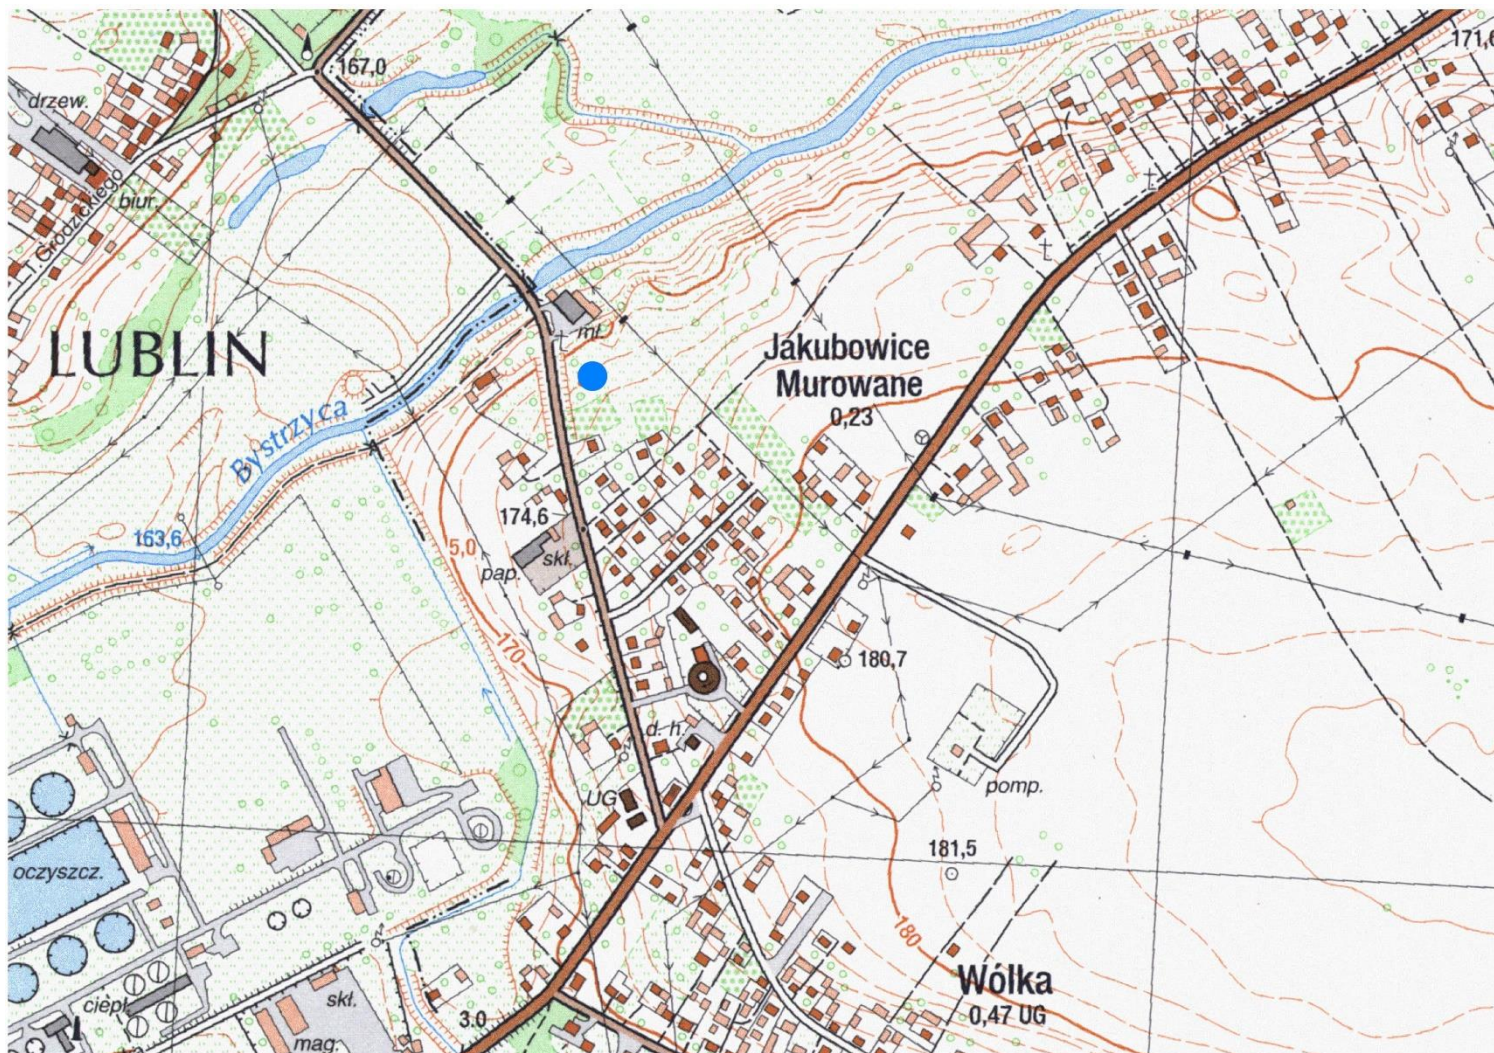 167,0
171,6
drzew.
biur.
Grodzickiego
LUBLIN
mł.
Jakubowice
Murowane
0,23
Bystrzyca
163,6
174,6
5,0
skł.
pap.
170
180,7
d. h.
UG
pomp.
oczyszcz.
181,5
180
Wólka
0,47 UG
ciepł.
skł.
3.0
mag.